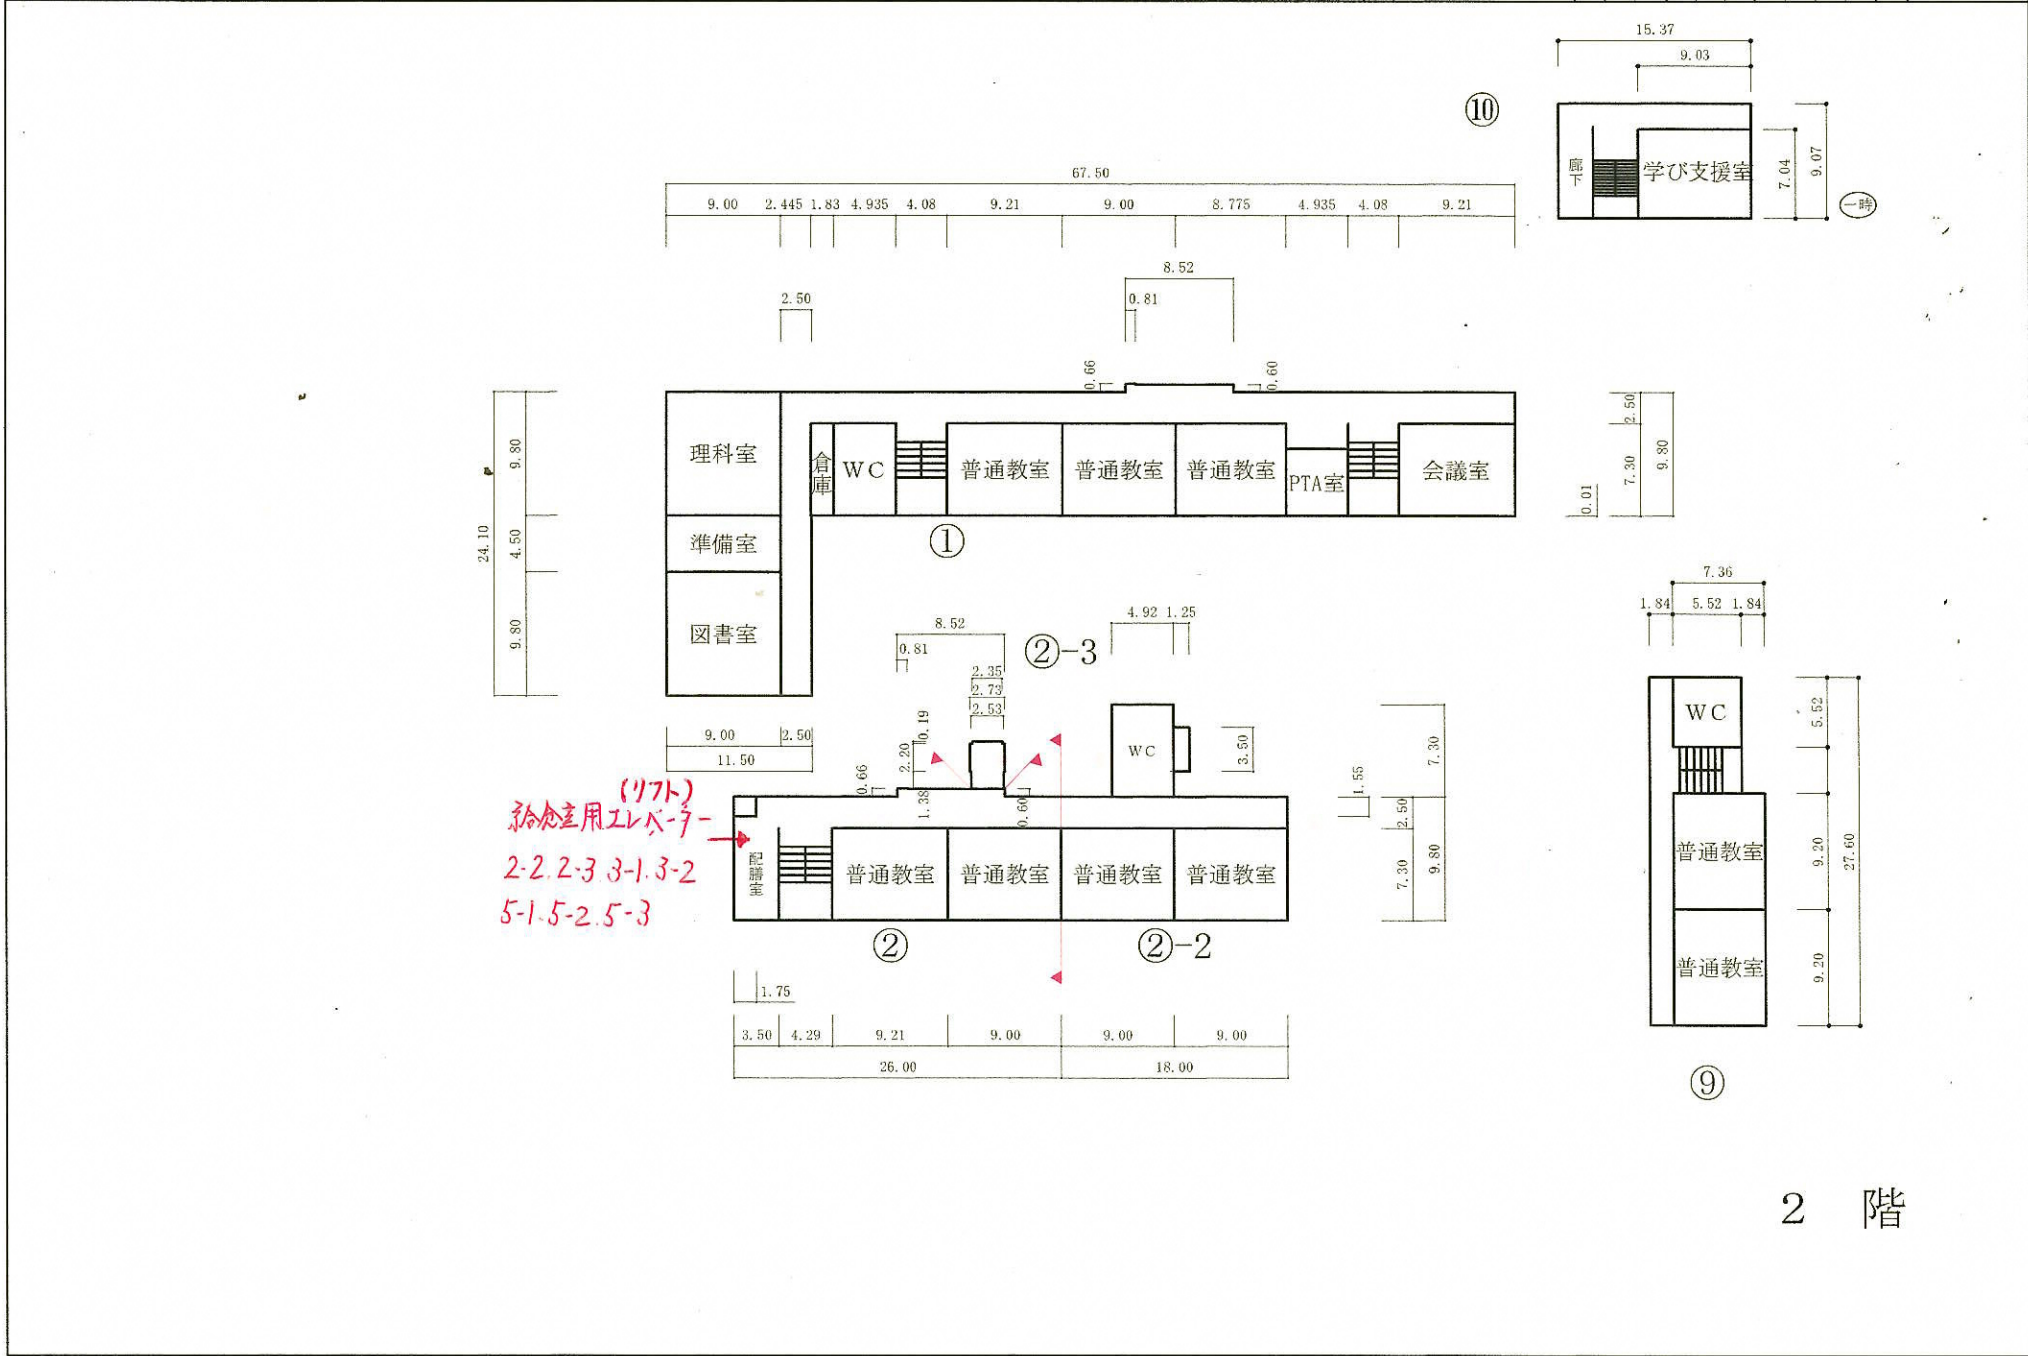 15.37
9.03
⑩
廊下
学び支援室
7.04
9.07
一時
67.50
9.00 2.445 1.83 4.935 4.08 9.21 9.00 8.775 4.935 4.08 9.21
8.52
2.50
0.81
0.66
0.60
理科室
倉庫
WC
普通教室
普通教室
普通教室
PTA室
会議室
9.80
4.50
9.80
24.10
2.50
7.30
9.80
0.01
準備室
①
図書室
9.00 2.50
11.50
8.52
0.81
②-3
4.92 1.25
2.35
2.73
2.53
0.19
2.20
0.66
1.38
0.60
WC
3.50
7.30
1.55
2.50
7.30
9.80
(リフト)
給食室用エレベーター
2-2.2-3 3-1.3-2
5-1.5-2.5-3
配膳室
普通教室
普通教室
普通教室
普通教室
②
②-2
1.75
3.50 4.29 9.21 9.00 9.00 9.00
26.00 18.00
7.36
1.84 5.52 1.84
WC
普通教室
普通教室
5.52
9.20
9.20
27.60
⑨
2 階